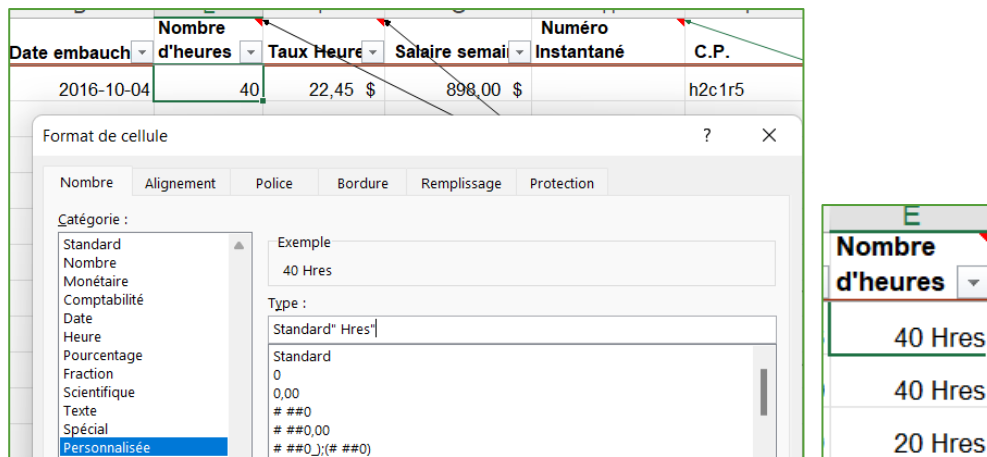 Nombre Numéro
Date embauch d'heures Taux Heure Salaire semai Instantané C.P.
2016-10-04 40 22,45 $ 898,00 $ h2c1r5
Format de cellule ? ×
Nombre Alignement Police Bordure Remplissage Protection
Catégorie :
Standard
Nombre
Monétaire
Comptabilité
Date
Heure
Pourcentage
Fraction
Scientifique
Texte
Spécial
Personnalisée
Exemple
40 Hres
Type :
Standard" Hres"
Standard
0
0,00
# ##0
# ##0,00
# ##0_);(# ##0)
E
Nombre
d'heures
40 Hres
40 Hres
20 Hres